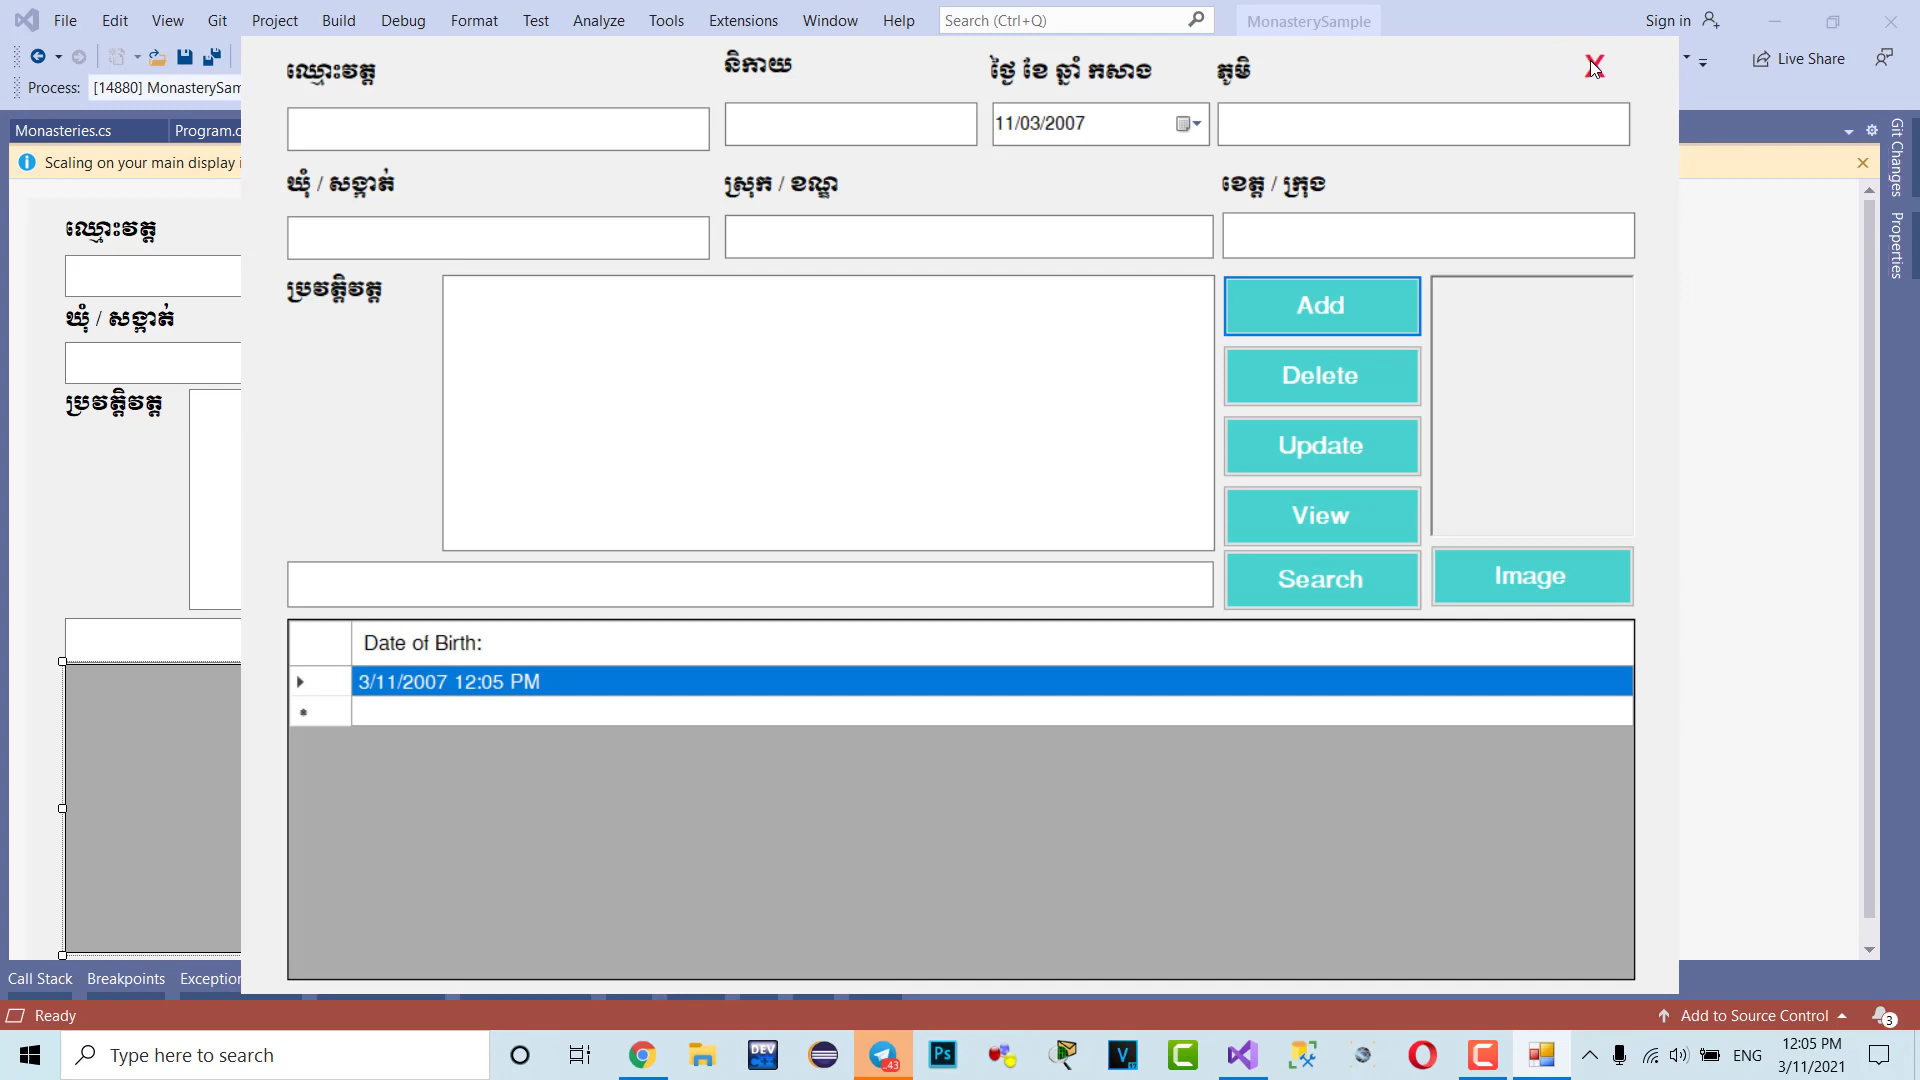 File Edit View Git Project Build Debug Format Test Analyze Tools Extensions Window Help Search (Ctrl+Q) MonasterySample Sign in
Live Share
Process: [14880] MonasterySam
Monasteries.cs Program.c
Scaling on your main display i
ឈ្មោះវត្ត
ឃុំ / សង្កាត់
ប្រវត្តិវត្ត
ឈ្មោះវត្ត និកាយ ថ្ងៃ ខែ ឆ្នាំ កសាង ភូមិ X
11/03/2007
ឃុំ / សង្កាត់ ស្រុក / ខណ្ឌ ខេត្ត / ក្រុង
ប្រវត្តិវត្ត
Add
Delete
Update
View
Search Image
Date of Birth:
3/11/2007 12:05 PM
Git Changes
Properties
Call Stack Breakpoints Exception
Ready Add to Source Control 3
Type here to search DEV ..43 Ps V ENG 12:05 PM
3/11/2021